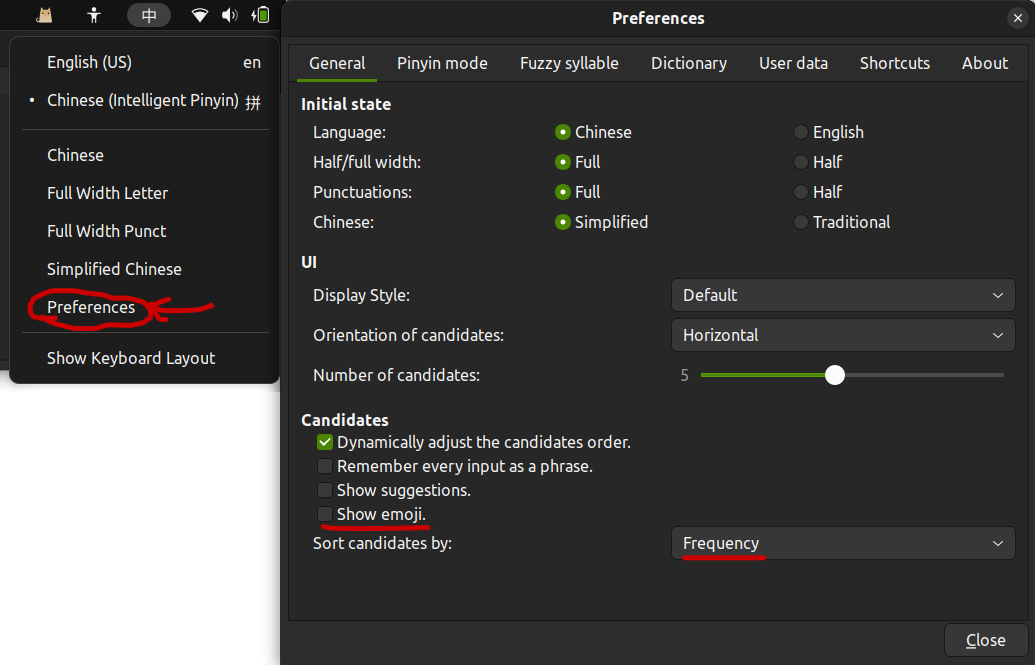 中
English (US) en
• Chinese (Intelligent Pinyin) 拼
Chinese
Full Width Letter
Full Width Punct
Simplified Chinese
Preferences
Show Keyboard Layout
Preferences
General Pinyin mode Fuzzy syllable Dictionary User data Shortcuts About
Initial state
Language: Chinese English
Half/full width: Full Half
Punctuations: Full Half
Chinese: Simplified Traditional
UI
Display Style: Default
Orientation of candidates: Horizontal
Number of candidates: 5
Candidates
Dynamically adjust the candidates order.
Remember every input as a phrase.
Show suggestions.
Show emoji.
Sort candidates by: Frequency
Close